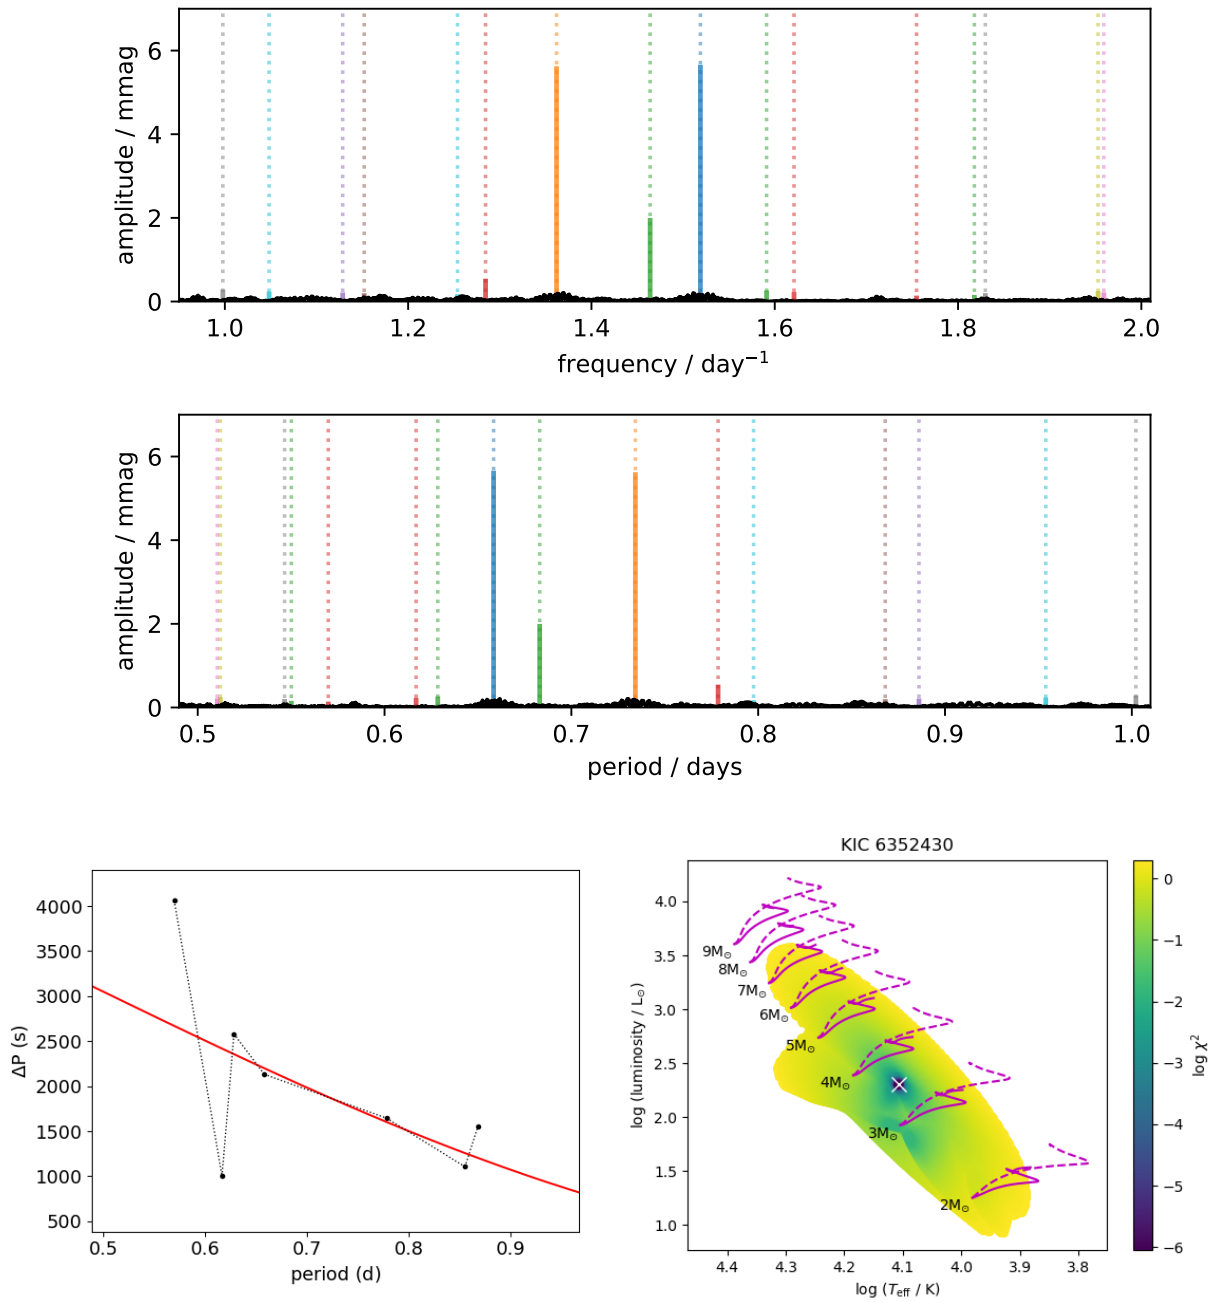 6
4
2
0
amplitude / mmag
1.0 1.2 1.4 1.6 1.8 2.0
frequency / day⁻¹
6
4
2
0
amplitude / mmag
0.5 0.6 0.7 0.8 0.9 1.0
period / days
4000
3500
3000
2500
2000
1500
1000
500
ΔP (s)
0.5 0.6 0.7 0.8 0.9
period (d)
KIC 6352430
4.0
3.5
3.0
2.5
2.0
1.5
1.0
log (luminosity / L⊙)
9M⊙
8M⊙
7M⊙
6M⊙
5M⊙
4M⊙
3M⊙
2M⊙
4.4 4.3 4.2 4.1 4.0 3.9 3.8
log (Teff / K)
0
−1
−2
−3
−4
−5
−6
log χ²